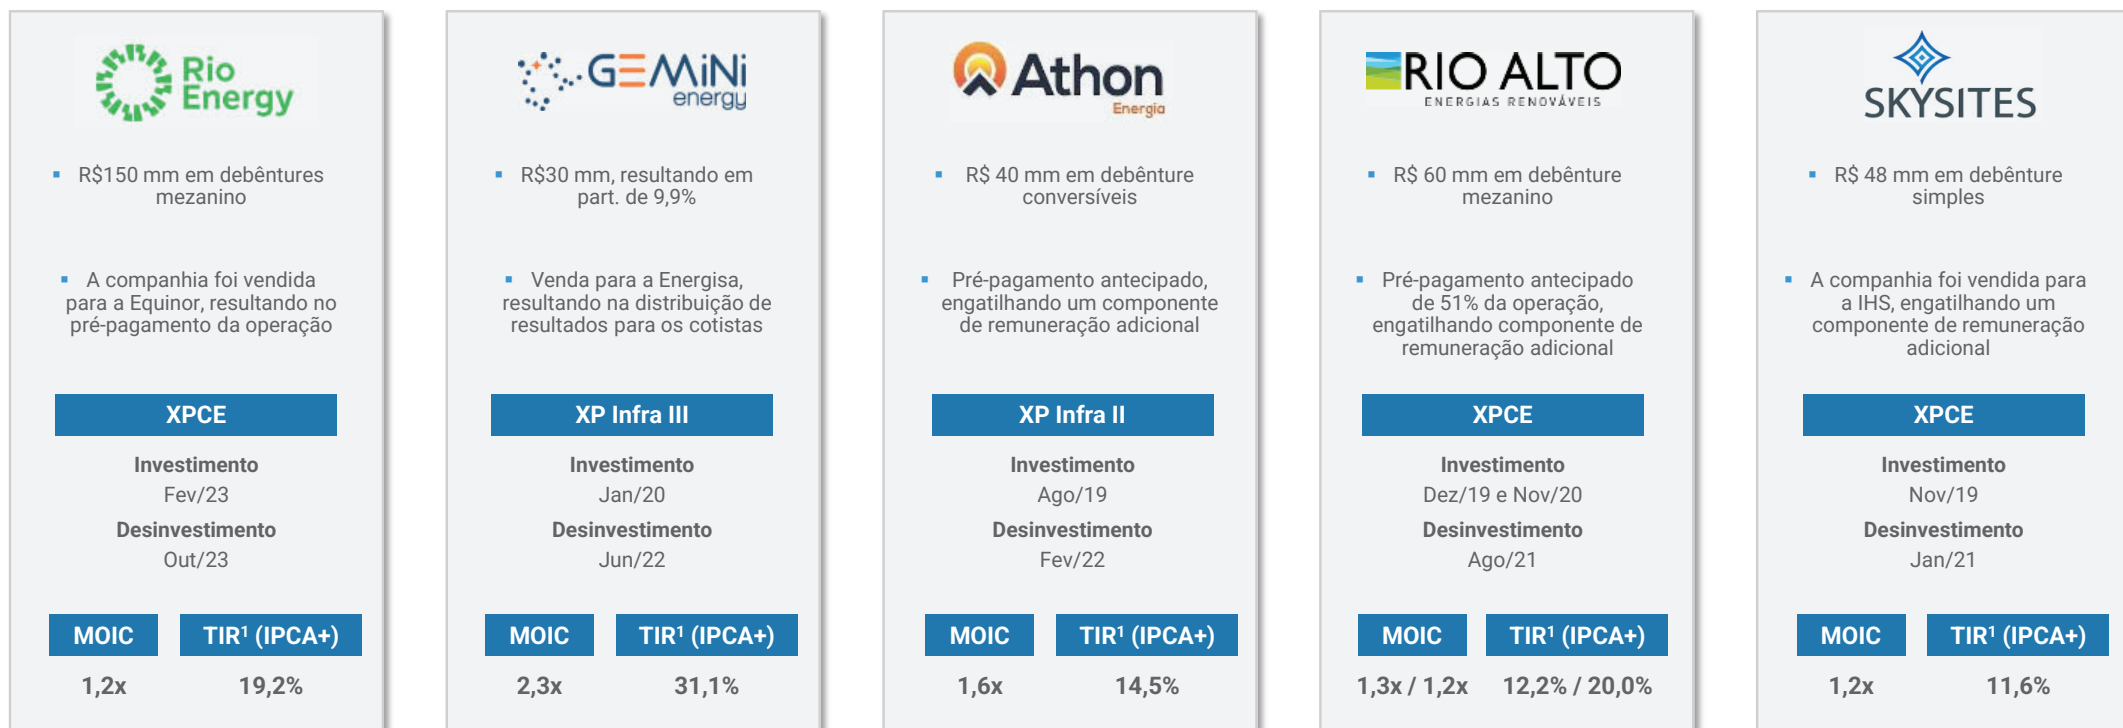 Rio
Energy
R$150 mm em debêntures
mezanino
A companhia foi vendida
para a Equinor, resultando no
pré-pagamento da operação
XPCE
Investimento
Fev/23
Desinvestimento
Out/23
MOIC TIR¹ (IPCA+)
1,2x 19,2%
GEMiNi
energy
R$30 mm, resultando em
part. de 9,9%
Venda para a Energisa,
resultando na distribuição de
resultados para os cotistas
XP Infra III
Investimento
Jan/20
Desinvestimento
Jun/22
MOIC TIR¹ (IPCA+)
2,3x 31,1%
Athon
Energia
R$ 40 mm em debênture
conversíveis
Pré-pagamento antecipado,
engatilhando um componente
de remuneração adicional
XP Infra II
Investimento
Ago/19
Desinvestimento
Fev/22
MOIC TIR¹ (IPCA+)
1,6x 14,5%
RIO ALTO
ENERGIAS RENOVÁVEIS
R$ 60 mm em debênture
mezanino
Pré-pagamento antecipado
de 51% da operação,
engatilhando componente de
remuneração adicional
XPCE
Investimento
Dez/19 e Nov/20
Desinvestimento
Ago/21
MOIC TIR¹ (IPCA+)
1,3x / 1,2x 12,2% / 20,0%
SKYSITES
R$ 48 mm em debênture
simples
A companhia foi vendida para
a IHS, engatilhando um
componente de remuneração
adicional
XPCE
Investimento
Nov/19
Desinvestimento
Jan/21
MOIC TIR¹ (IPCA+)
1,2x 11,6%